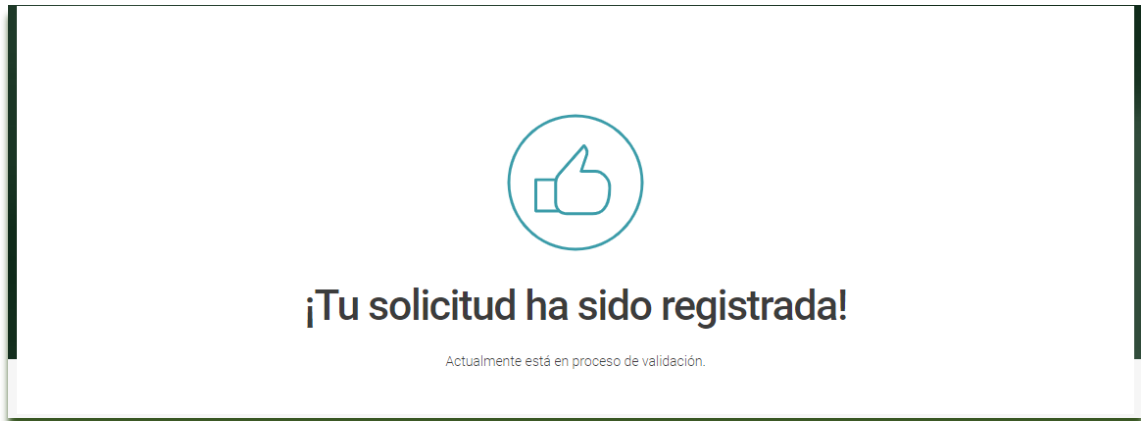 ¡Tu solicitud ha sido registrada!
Actualmente está en proceso de validación.